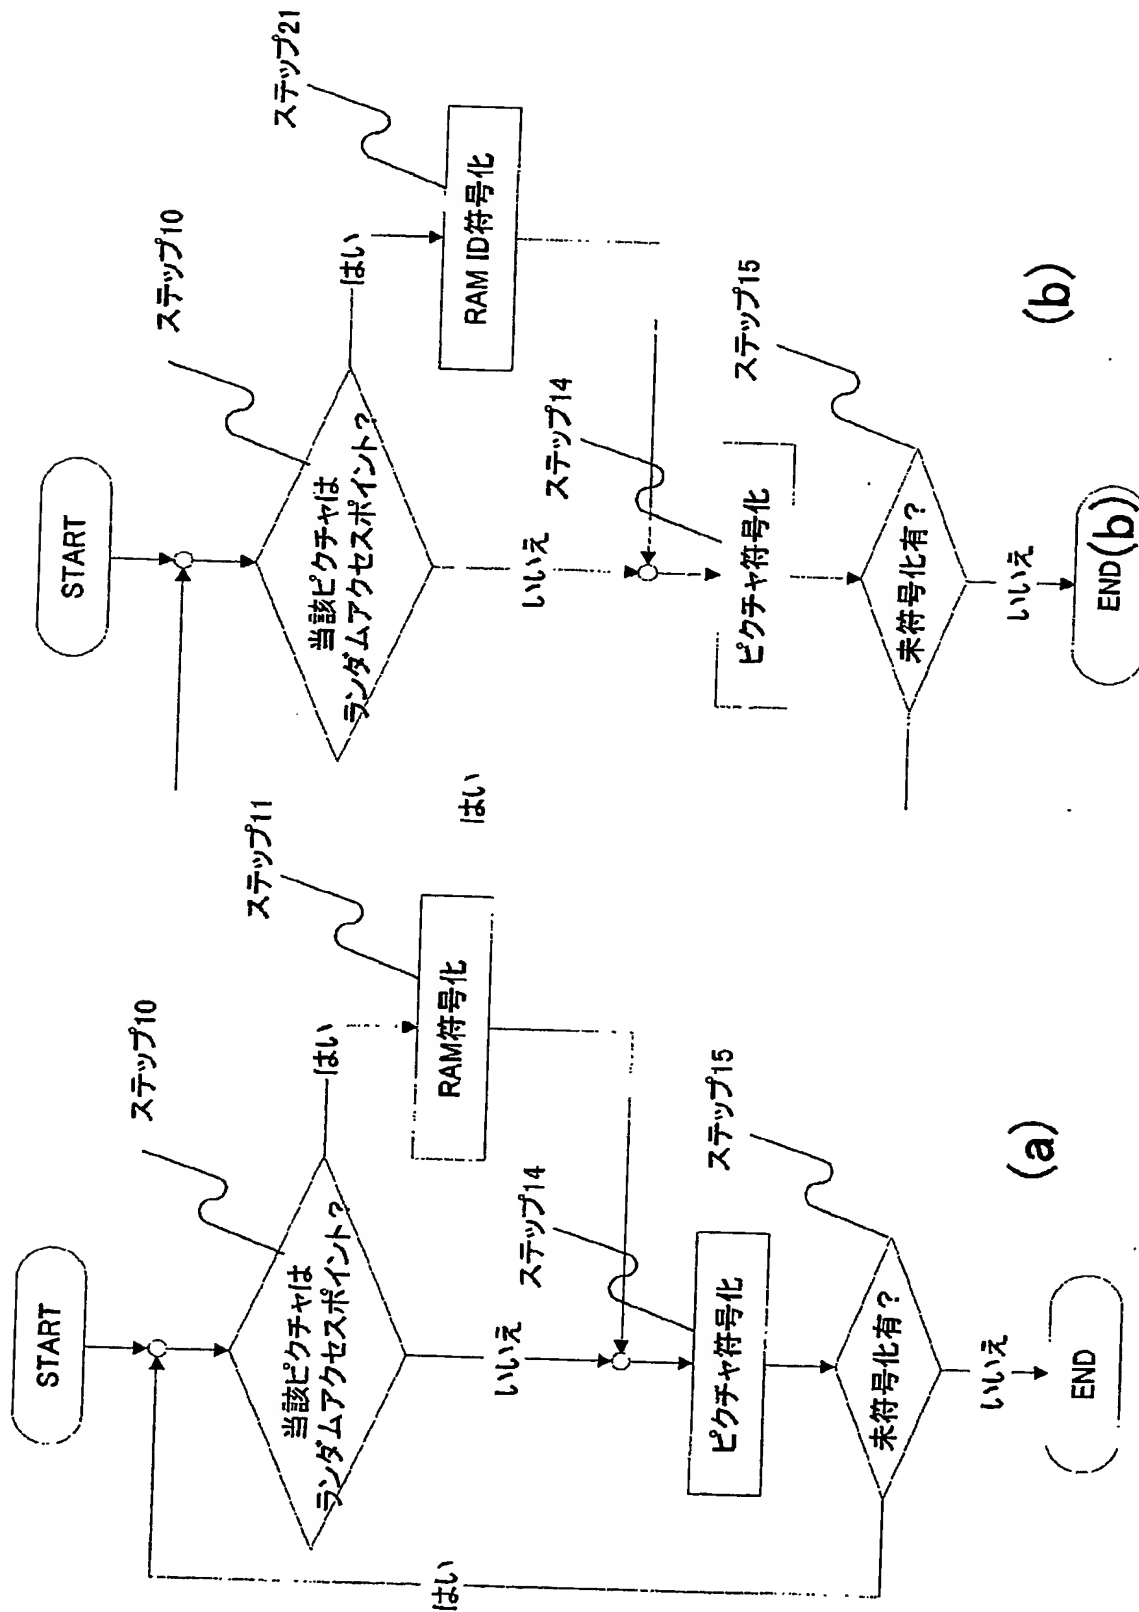 START
ステップ10
当該ピクチャは
ランダムアクセスポイント?
はい
ステップ11
RAM符号化
いいえ
ステップ14
ピクチャ符号化
ステップ15
未符号化有?
はい
いいえ
END
(a)
START
ステップ10
当該ピクチャは
ランダムアクセスポイント?
はい
ステップ21
RAM ID符号化
いいえ
ステップ14
ピクチャ符号化
ステップ15
未符号化有?
はい
いいえ
END(b)
(b)